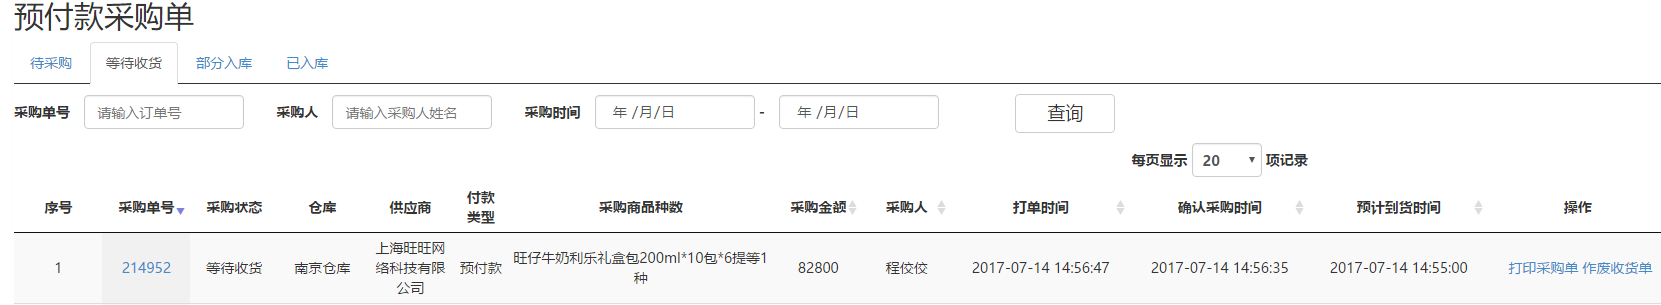 预付款采购单
待采购 等待收货 部分入库 已入库
采购单号 请输入订单号 采购人 请输入采购人姓名 采购时间 年 /月/日 - 年 /月/日 查询
每页显示 20 项记录
序号 采购单号 采购状态 仓库 供应商 付款类型 采购商品种数 采购金额 采购人 打单时间 确认采购时间 预计到货时间 操作
1 214952 等待收货 南京仓库 上海旺旺网络科技有限公司 预付款 旺仔牛奶利乐礼盒包200ml*10包*6提等1种 82800 程佼佼 2017-07-14 14:56:47 2017-07-14 14:56:35 2017-07-14 14:55:00 打印采购单 作废收货单